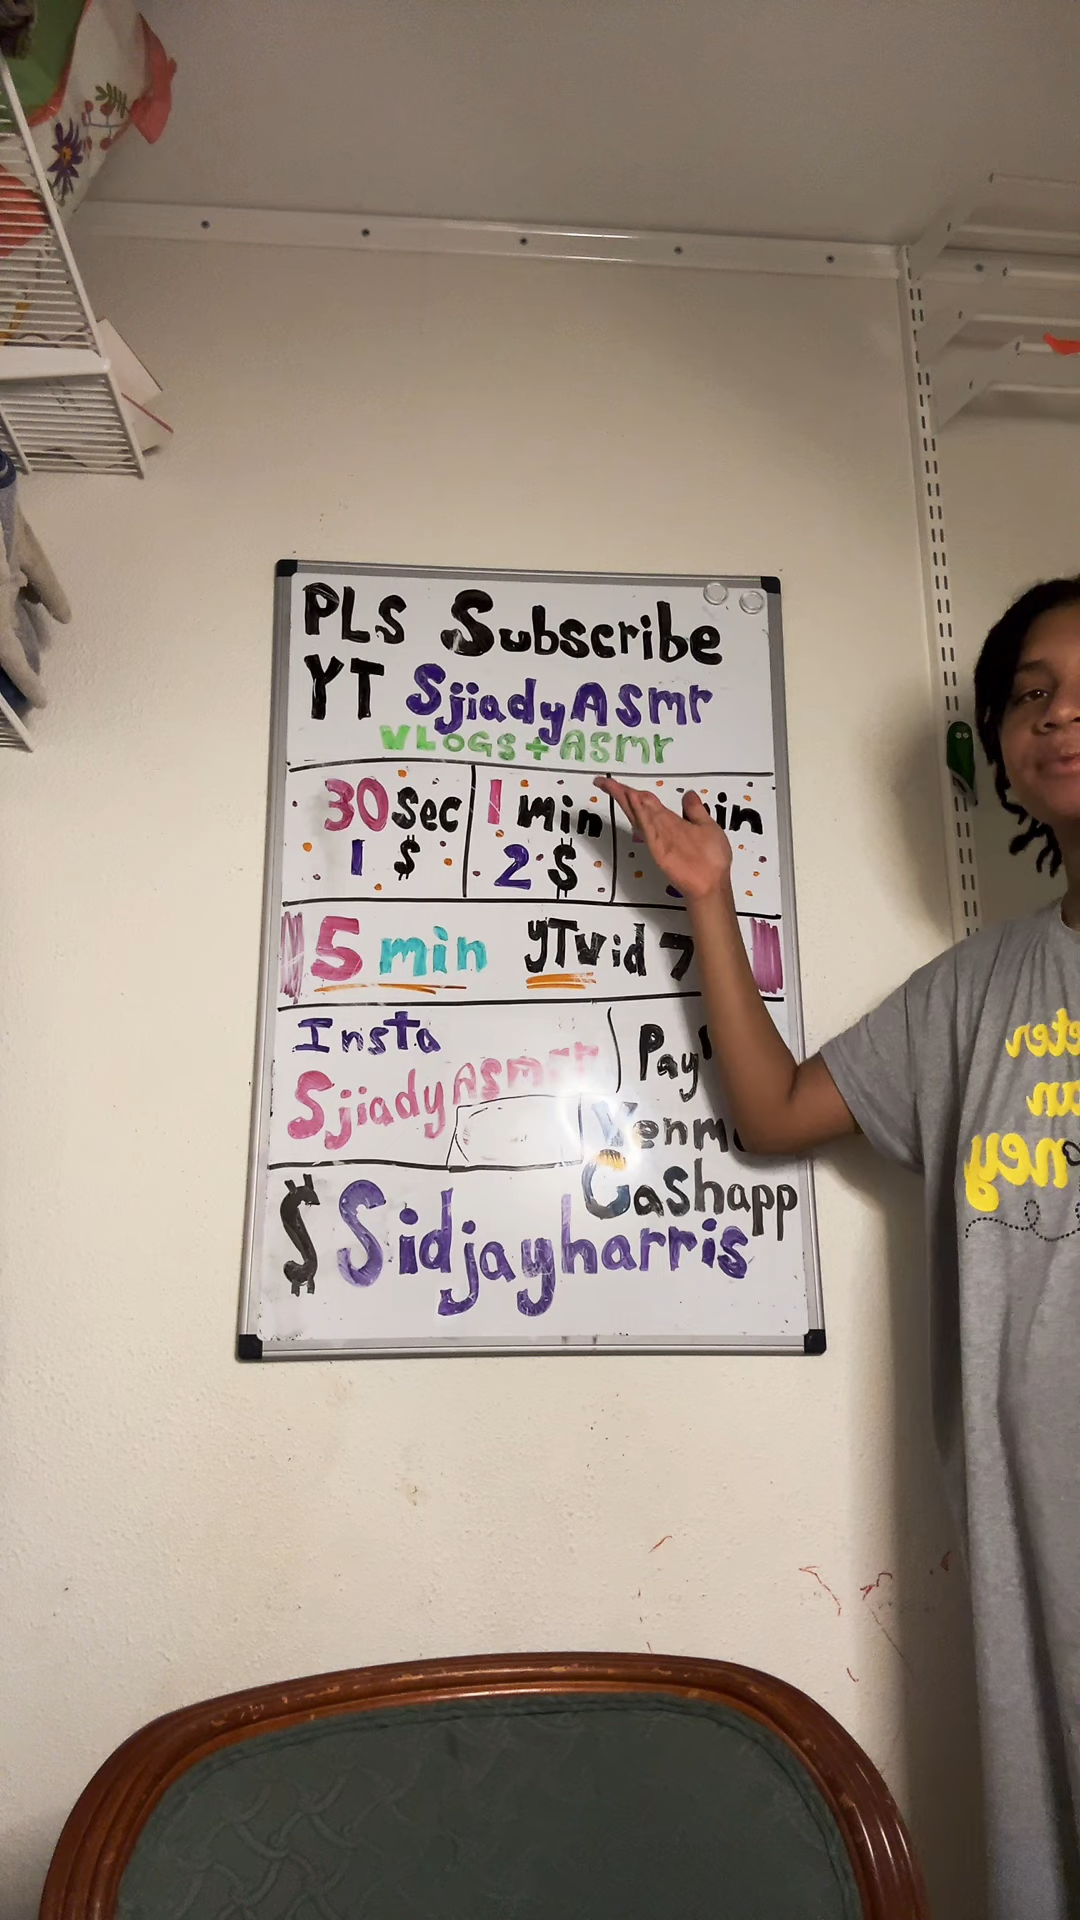 PLS Subscribe
YT SjiadyASmr
VLOGS + ASmr
30 Sec
1 $
1 min
2 $
5 min YTvid 7
Insta
SjiadyASmr
Cashapp
$Sidjayharris